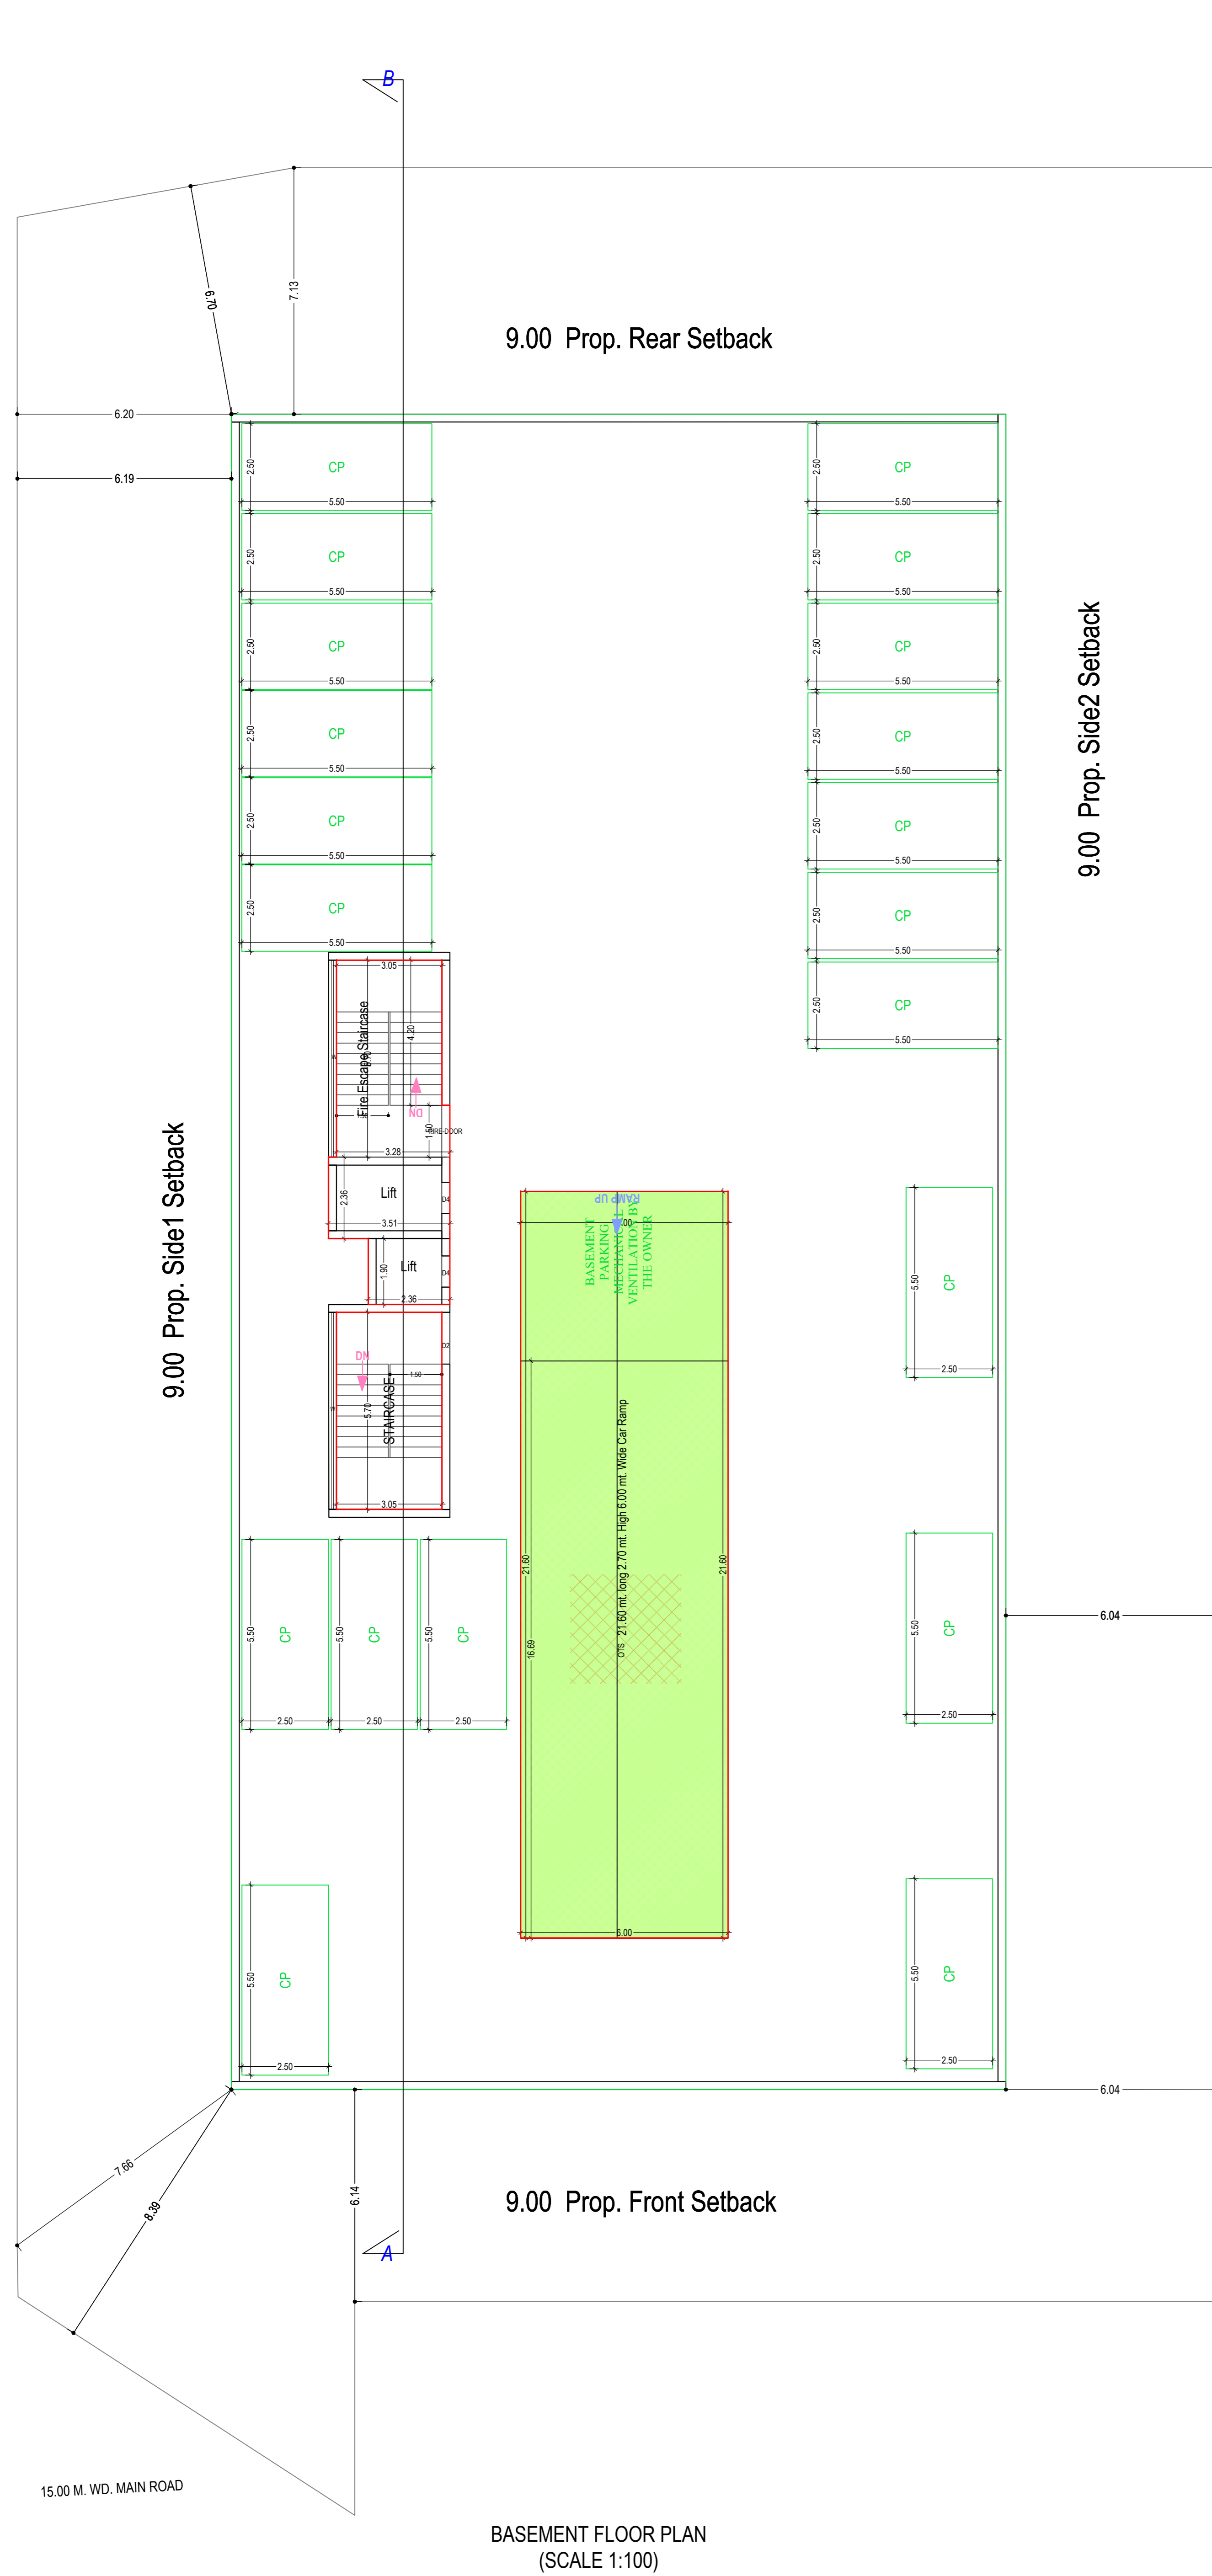 B
6.70
7.13
9.00 Prop. Rear Setback
6.20
6.19
2.50
CP
5.50
2.50
CP
5.50
2.50
CP
5.50
2.50
CP
5.50
2.50
CP
5.50
2.50
CP
5.50
2.50
CP
5.50
2.50
CP
5.50
2.50
CP
5.50
2.50
CP
5.50
2.50
CP
5.50
2.50
CP
5.50
2.50
CP
5.50
9.00 Prop. Side2 Setback
9.00 Prop. Side1 Setback
3.05
Fire Escape Staircase
4.20
W
DN
1.50
FIRE-DOOR
3.28
2.36
Lift
D4
3.51
1.90
Lift
D4
2.36
D2
DN
1.50
5.70
STAIRCASE
W
3.05
RAMP UP
BASEMENT
PARKING
MECHANICAL
VENTILATION BY
THE OWNER
21.60 mt. long 2.70 mt. High 6.00 mt. Wide Car Ramp
OTS
21.60
16.69
21.60
6.00
5.50
CP
2.50
5.50
CP
2.50
5.50
CP
2.50
5.50
CP
2.50
5.50
CP
2.50
5.50
CP
2.50
5.50
CP
2.50
6.04
6.04
7.66
8.39
6.14
9.00 Prop. Front Setback
A
15.00 M. WD. MAIN ROAD
BASEMENT FLOOR PLAN
(SCALE 1:100)